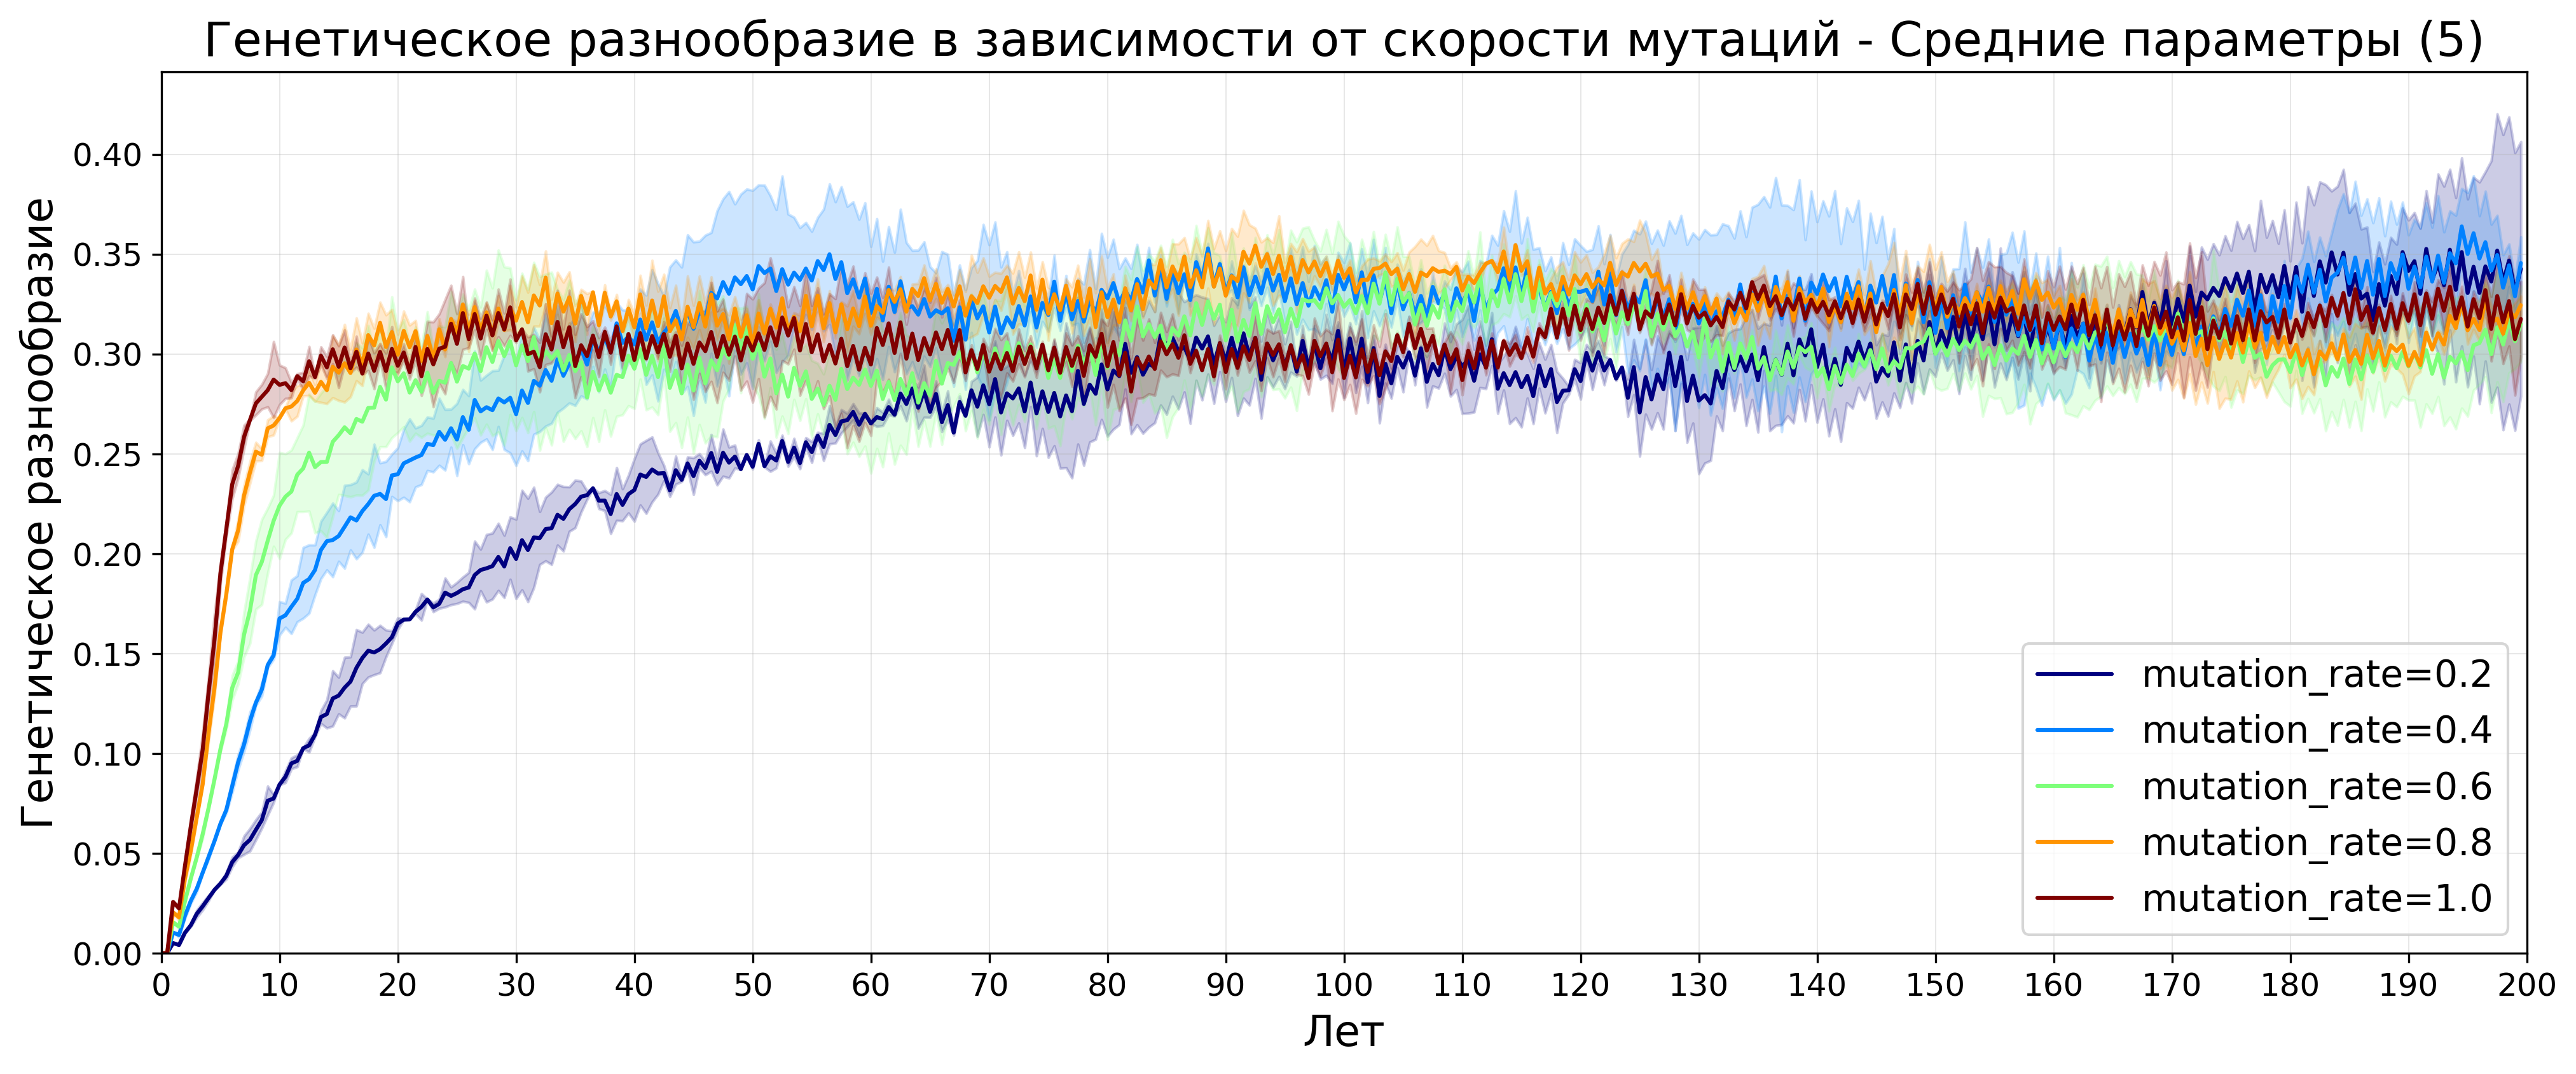 Генетическое разнообразие в зависимости от скорости мутаций - Средние параметры (5)
Генетическое разнообразие
0.40
0.35
0.30
0.25
0.20
0.15
0.10
0.05
0.00
mutation_rate=0.2
mutation_rate=0.4
mutation_rate=0.6
mutation_rate=0.8
mutation_rate=1.0
0 10 20 30 40 50 60 70 80 90 100 110 120 130 140 150 160 170 180 190 200
Лет